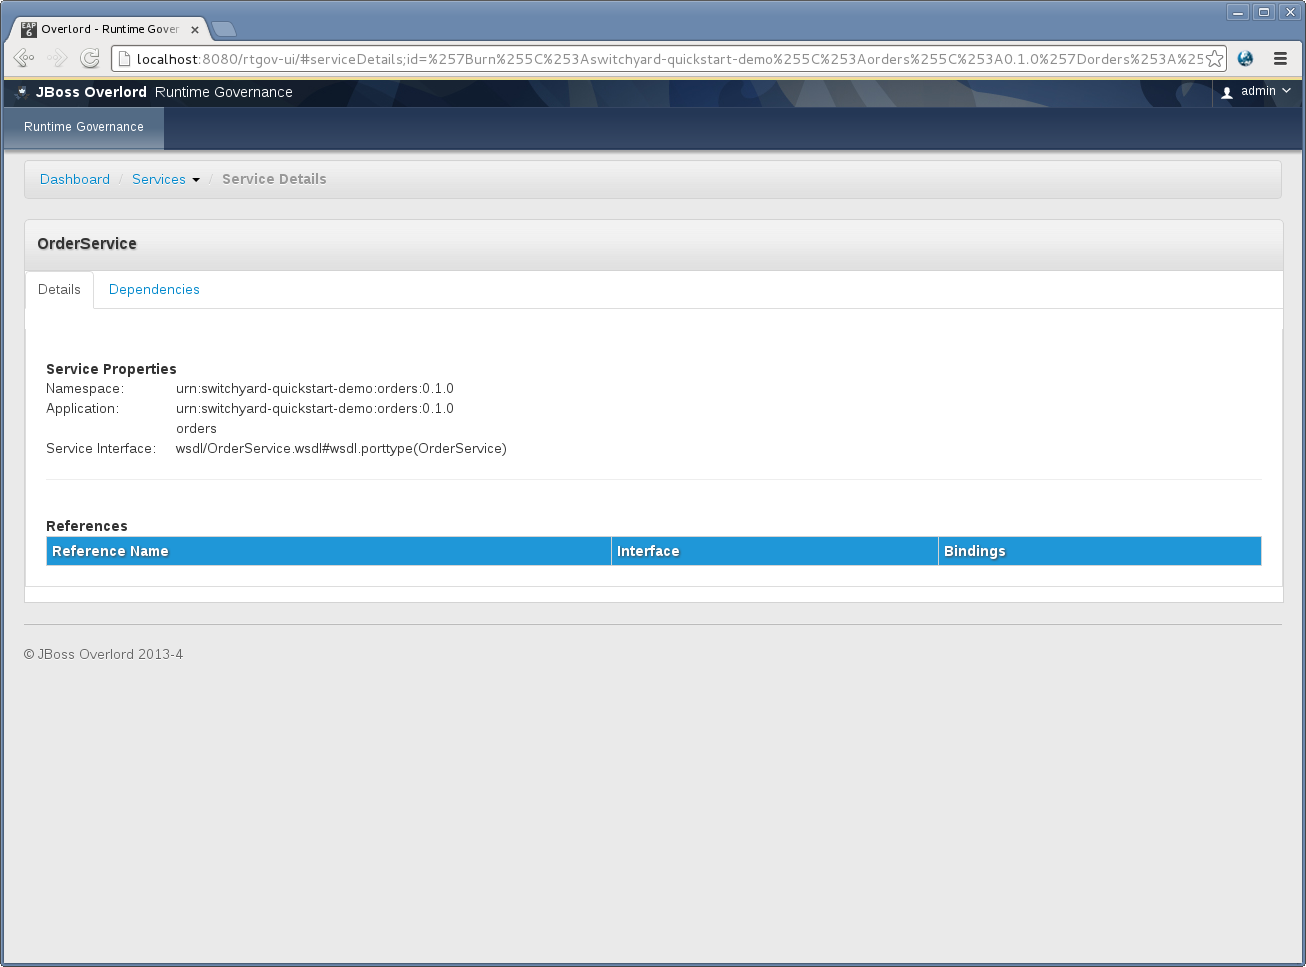 EAP 6
Overlord - Runtime Gover
localhost:8080/rtgov-ui/#serviceDetails;id=%257Burn%255C%253Aswitchyard-quickstart-demo%255C%253Aorders%255C%253A0.1.0%257Dorders%253A%25
JBoss Overlord Runtime Governance
admin
Runtime Governance
Dashboard / Services / Service Details
OrderService
Details Dependencies
Service Properties
Namespace: urn:switchyard-quickstart-demo:orders:0.1.0
Application: urn:switchyard-quickstart-demo:orders:0.1.0
orders
Service Interface: wsdl/OrderService.wsdl#wsdl.porttype(OrderService)
References
Reference Name Interface Bindings
© JBoss Overlord 2013-4